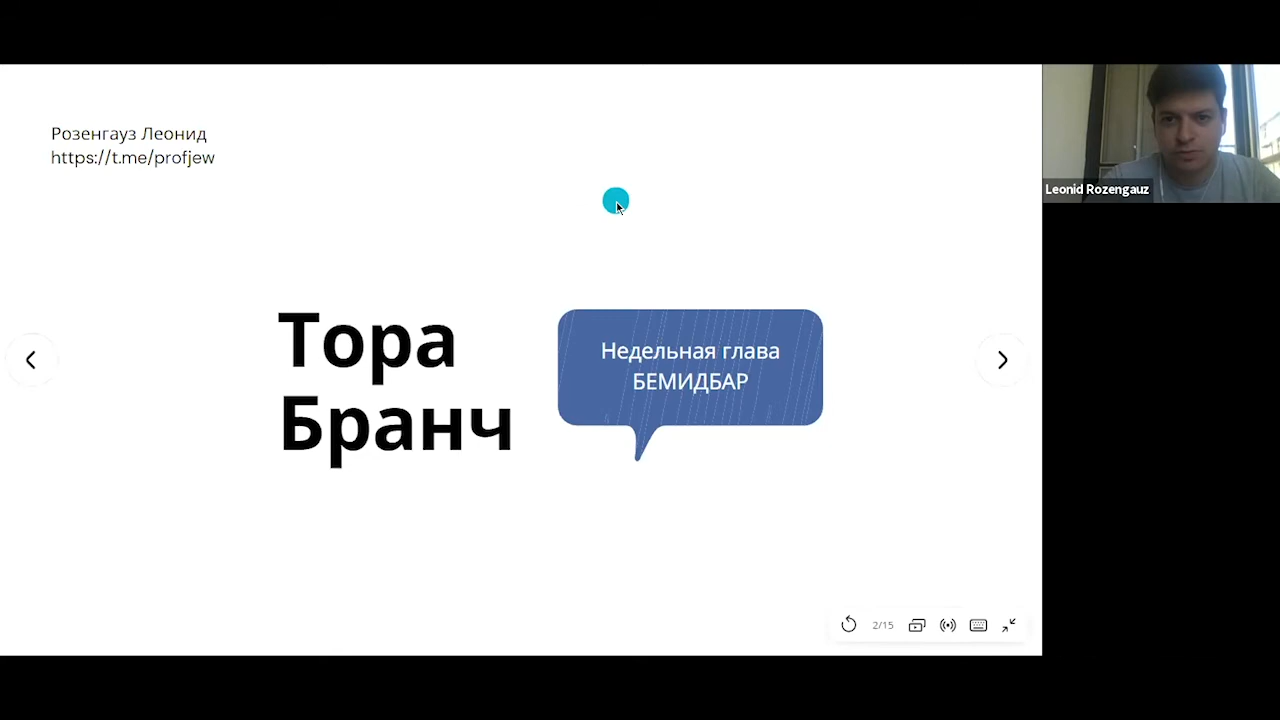 Розенгауз Леонид
https://t.me/profjew
Leonid Rozengauz
Тора
Бранч
Недельная глава
БЕМИДБАР
2/15